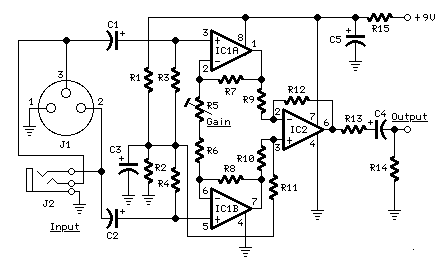 C1
C5
R15
+9V
+
3
8
IC1A
1
2
R1
R3
R7
R12
R5
Gain
R9
1
3
2
J1
C3
+
R6
2
7
IC2
6
3
4
R13
C4
Output
+
R2
R4
R8
R10
R11
R14
J2
Input
C2
+
6
IC1B
7
5
4